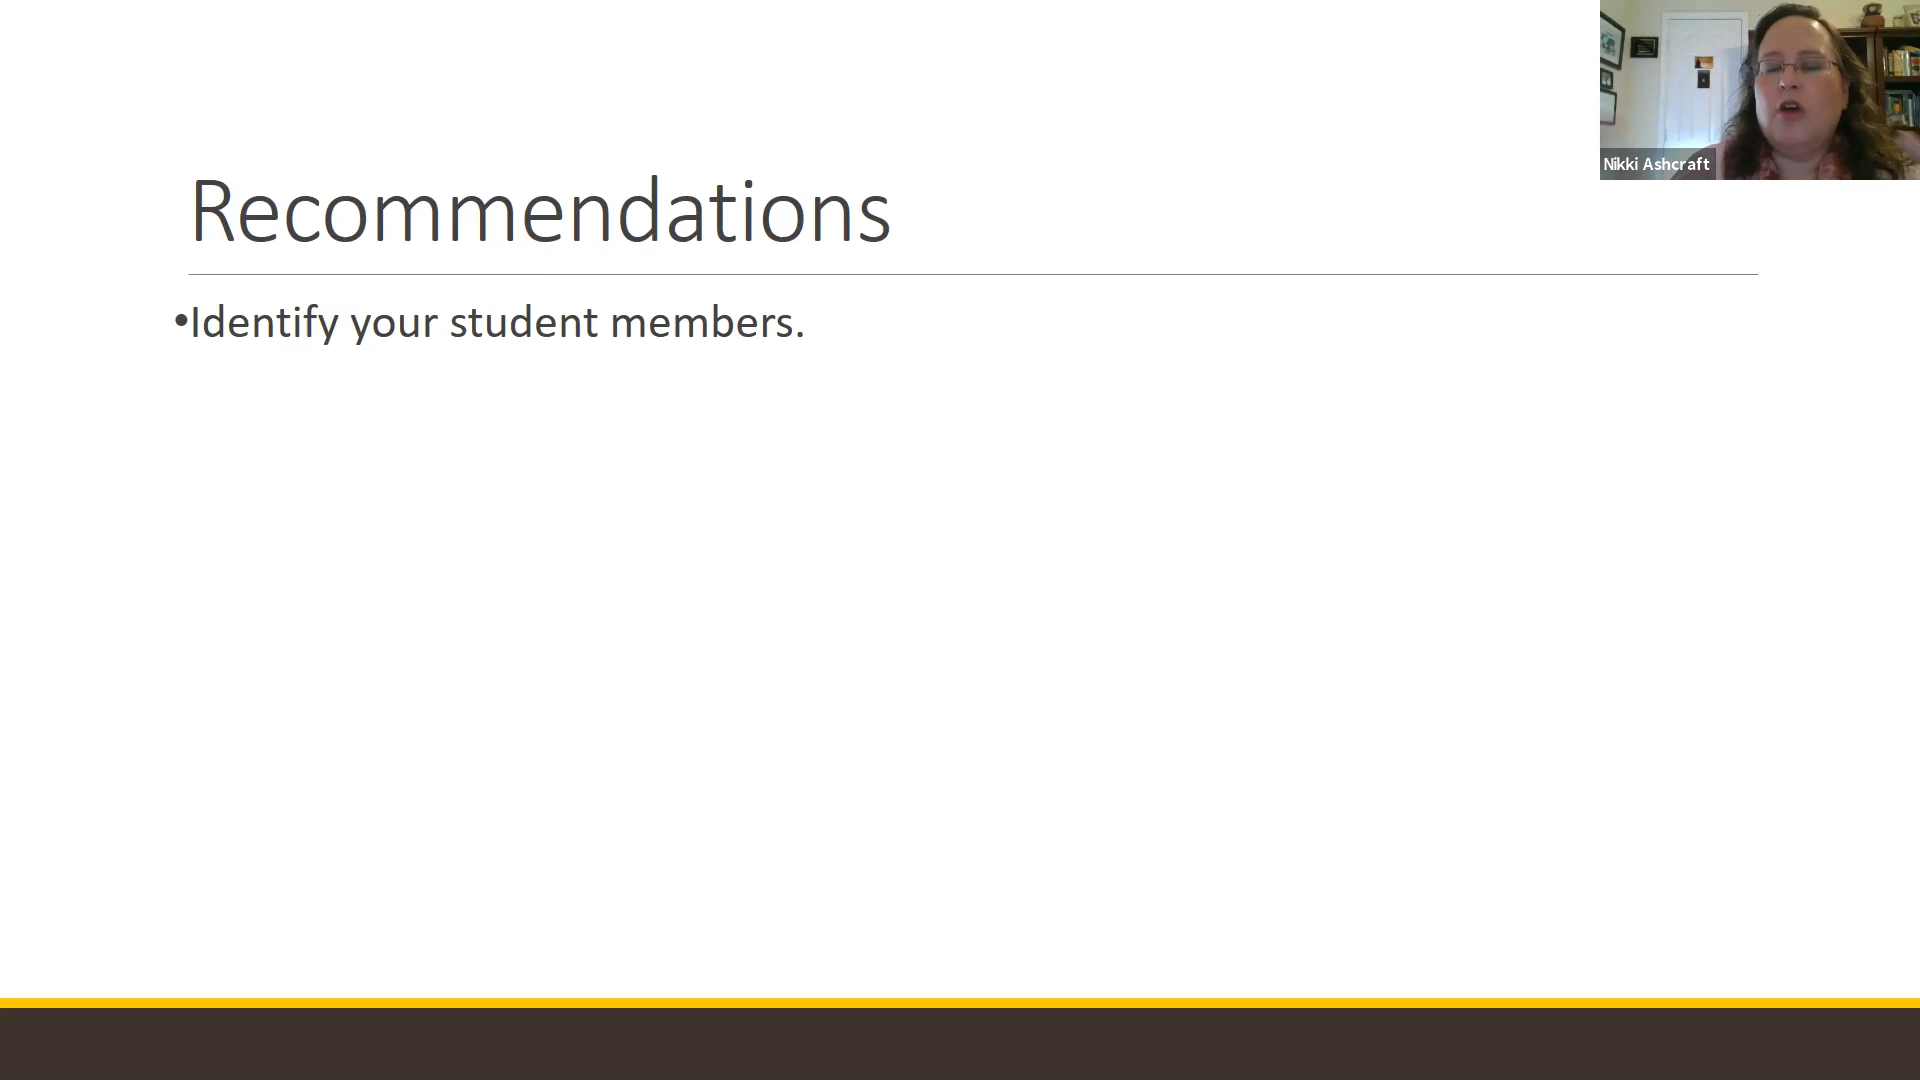 Nikki Ashcraft
Recommendations
•Identify your student members.